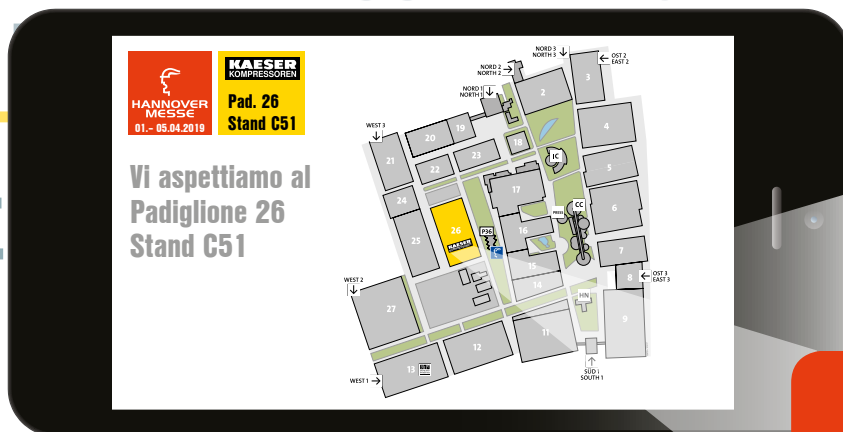 HANNOVER
MESSE
01.- 05.04.2019
KAESER
KOMPRESSOREN
Pad. 26
Stand C51
Vi aspettiamo al
Padiglione 26
Stand C51
NORD 3
NORTH 3
OST 2
EAST 2
NORD 2
NORTH 2
NORD 1
NORTH 1
WEST 3
2
3
4
5
6
7
8
9
11
12
13
14
15
16
17
18
19
20
21
22
23
24
25
26
KAESER
27
IC
CC
PRESS
P36
HN
OST 3
EAST 3
WEST 2
WEST 1
SÜD 1
SOUTH 1